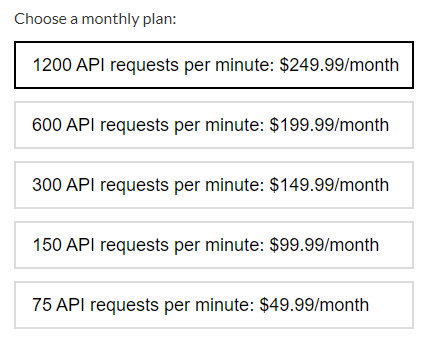 Choose a monthly plan:
1200 API requests per minute: $249.99/month
600 API requests per minute: $199.99/month
300 API requests per minute: $149.99/month
150 API requests per minute: $99.99/month
75 API requests per minute: $49.99/month